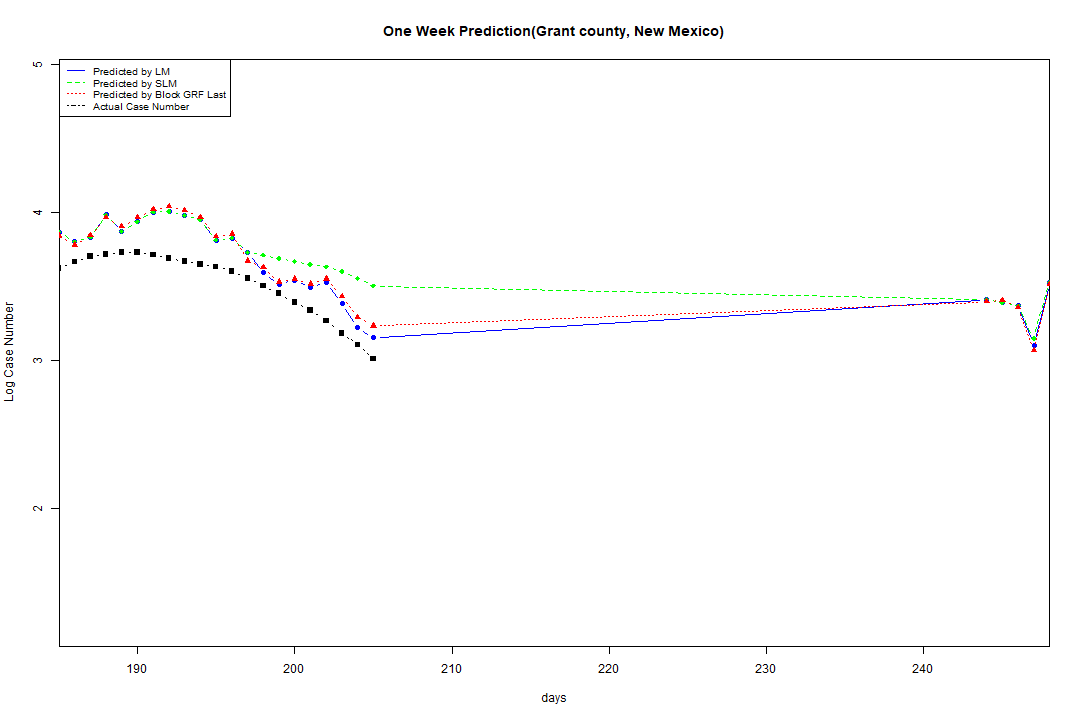 One Week Prediction(Grant county, New Mexico)
Predicted by LM
Predicted by SLM
Predicted by Block GRF Last
Actual Case Number
5
4
3
2
Log Case Number
190 200 210 220 230 240
days